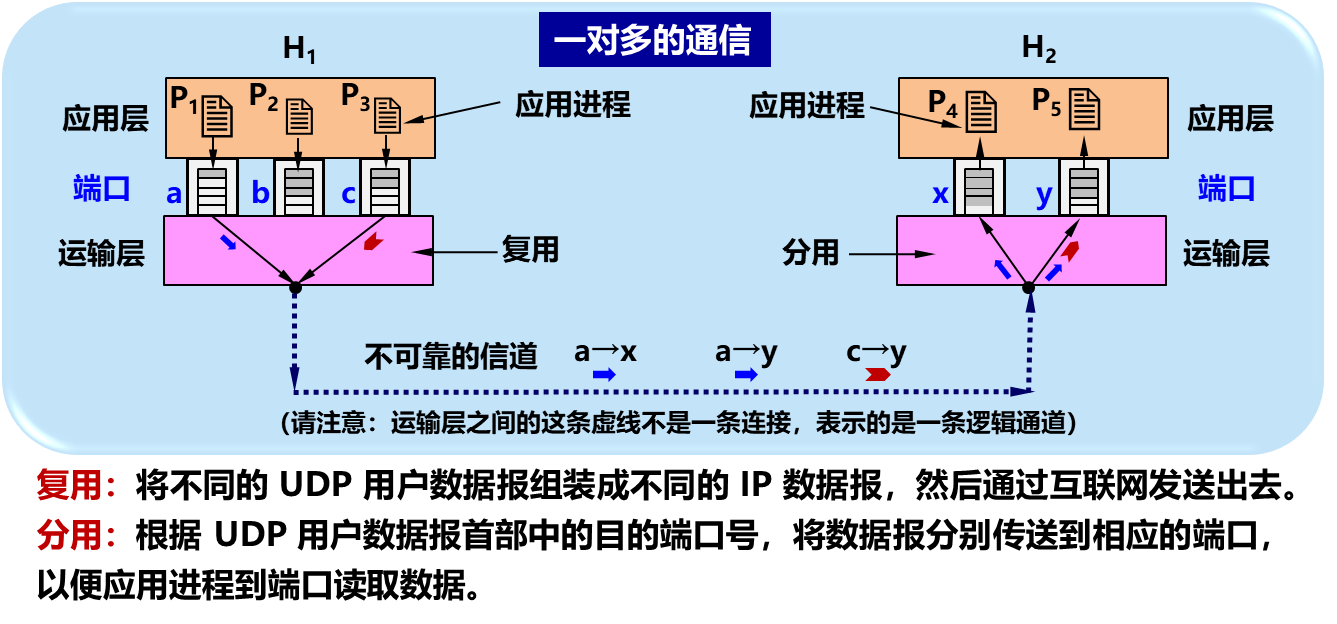 一对多的通信
H1
H2
P1
P2
P3
应用进程
应用进程
P4
P5
应用层
应用层
端口
a
b
c
x
y
端口
运输层
复用
分用
运输层
不可靠的信道
a→x
a→y
c→y
(请注意：运输层之间的这条虚线不是一条连接，表示的是一条逻辑通道)
复用：将不同的 UDP 用户数据报组装成不同的 IP 数据报，然后通过互联网发送出去。
分用：根据 UDP 用户数据报首部中的目的端口号，将数据报分别传送到相应的端口，
以便应用进程到端口读取数据。